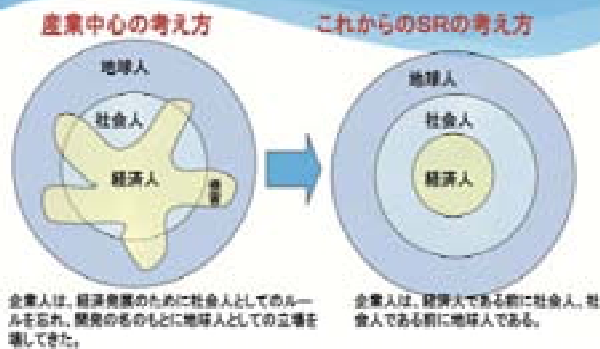 産業中心の考え方
これからのSRの考え方
地球人
社会人
経済人
地球人
社会人
経済人
企業人は、経済発展のために社会人としてのルー
ルを忘れ、開発の名のもとに地球人としての立場を
壊してきた。
企業人は、経済人である前に社会人、社
会人である前に地球人である。